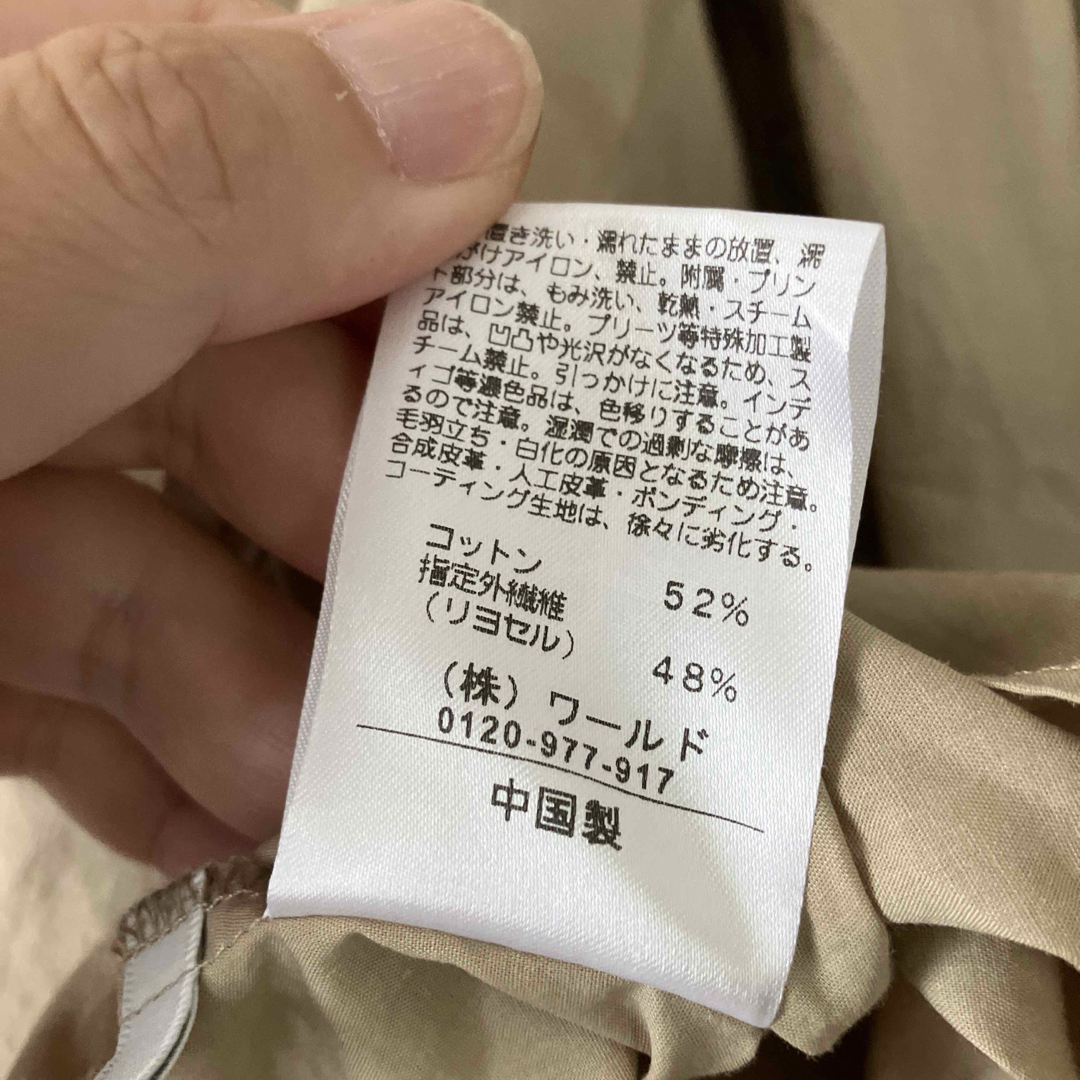 置き洗い・濡れたままの放置、濡
がけアイロン、禁止。附属・プリン
ト部分は、もみ洗い、乾熱・スチーム
アイロン禁止。プリーツ等特殊加工製
品は、凹凸や光沢がなくなるため、ス
チーム禁止。引っかけに注意。インデ
ィゴ等濃色品は、色移りすることがあ
るので注意。湿潤での過剰な摩擦は、
毛羽立ち・白化の原因となるため注意。
合成皮革・人工皮革・ボンディング・
コーティング生地は、徐々に劣化する。
コットン 52%
指定外繊維
(リヨセル) 48%
(株) ワールド
0120-977-917
中国製